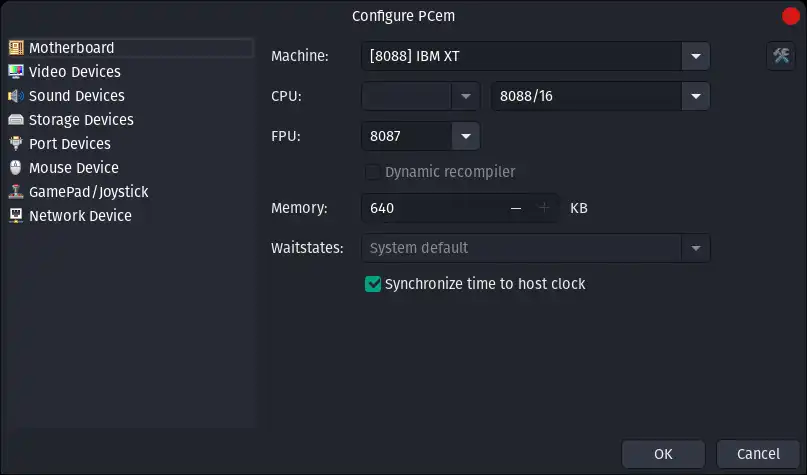 Configure PCem
Motherboard
Video Devices
Sound Devices
Storage Devices
Port Devices
Mouse Device
GamePad/Joystick
Network Device
Machine: [8088] IBM XT
CPU: 8088/16
FPU: 8087
Dynamic recompiler
Memory: 640 KB
Waitstates: System default
Synchronize time to host clock
OK Cancel